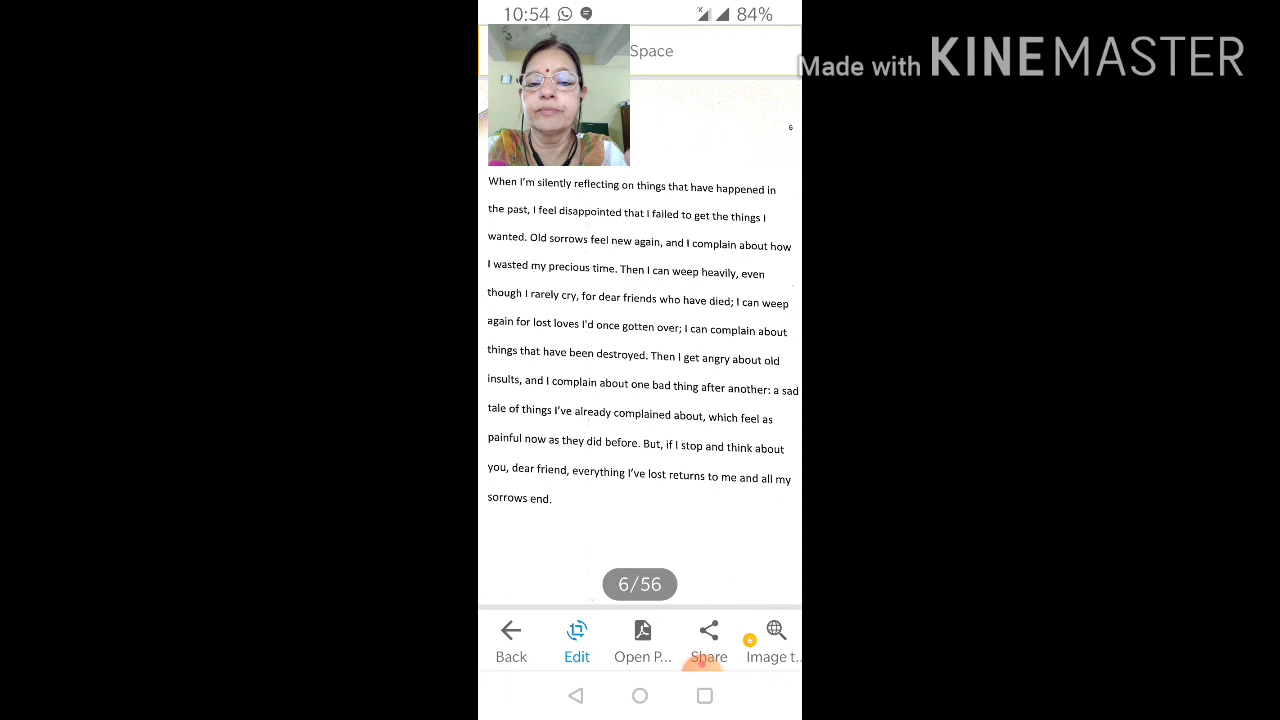 10:54 84%
Space
Made with KINEMASTER
6
When I'm silently reflecting on things that have happened in
the past, I feel disappointed that I failed to get the things I
wanted. Old sorrows feel new again, and I complain about how
I wasted my precious time. Then I can weep heavily, even
though I rarely cry, for dear friends who have died; I can weep
again for lost loves I'd once gotten over; I can complain about
things that have been destroyed. Then I get angry about old
insults, and I complain about one bad thing after another: a sad
tale of things I've already complained about, which feel as
painful now as they did before. But, if I stop and think about
you, dear friend, everything I've lost returns to me and all my
sorrows end.
6/56
Back Edit Open P... Share Image t...